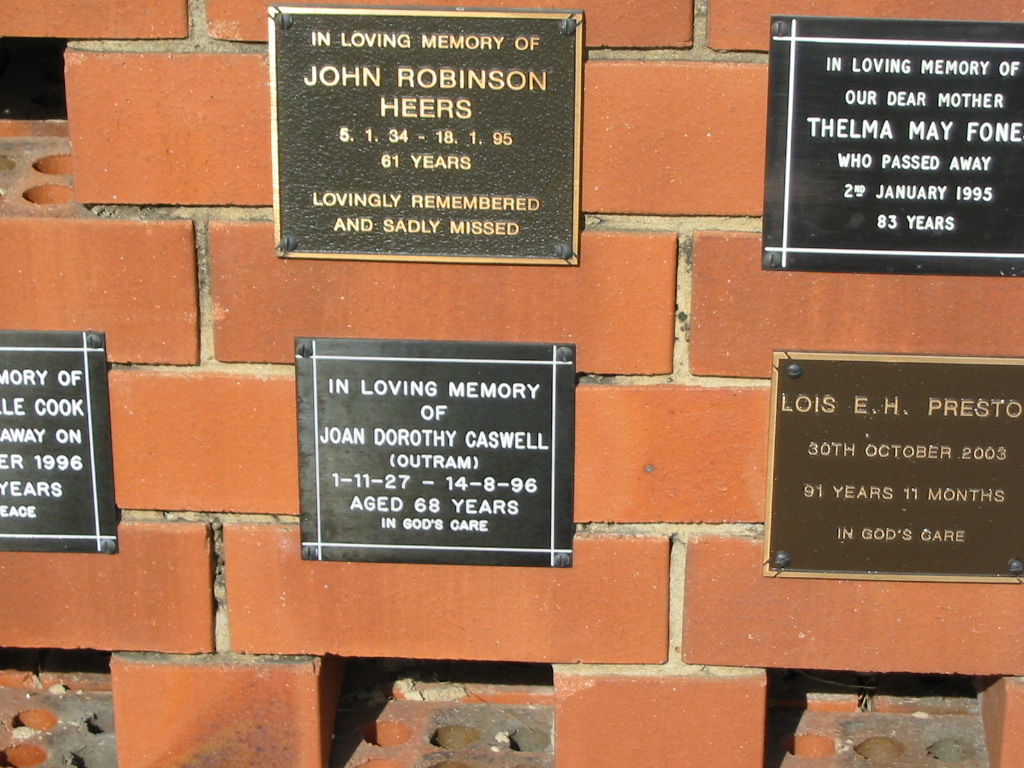 IN LOVING MEMORY OF
JOHN ROBINSON
HEERS
5. 1. 34 - 18. 1. 95
61 YEARS
LOVINGLY REMEMBERED
AND SADLY MISSED
IN LOVING MEMORY OF
OUR DEAR MOTHER
THELMA MAY FONE
WHO PASSED AWAY
2ND JANUARY 1995
83 YEARS
MORY OF
LLE COOK
AWAY ON
ER 1996
YEARS
EACE
IN LOVING MEMORY
OF
JOAN DOROTHY CASWELL
(OUTRAM)
1-11-27 - 14-8-96
AGED 68 YEARS
IN GOD'S CARE
LOIS E.H. PRESTO
30TH OCTOBER 2003
91 YEARS 11 MONTHS
IN GOD'S CARE